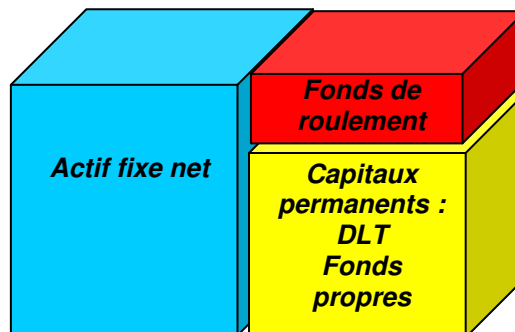 Actif fixe net
Fonds de
roulement
Capitaux
permanents :
DLT
Fonds
propres